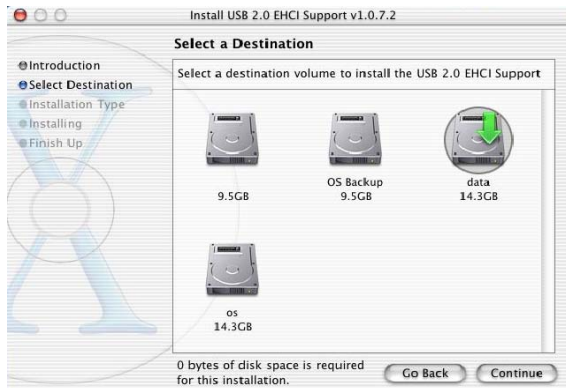 Install USB 2.0 EHCI Support v1.0.7.2
Select a Destination
Introduction
Select Destination
Installation Type
Installing
Finish Up
Select a destination volume to install the USB 2.0 EHCI Support
9.5GB
OS Backup
9.5GB
data
14.3GB
os
14.3GB
0 bytes of disk space is required
for this installation.
Go Back
Continue